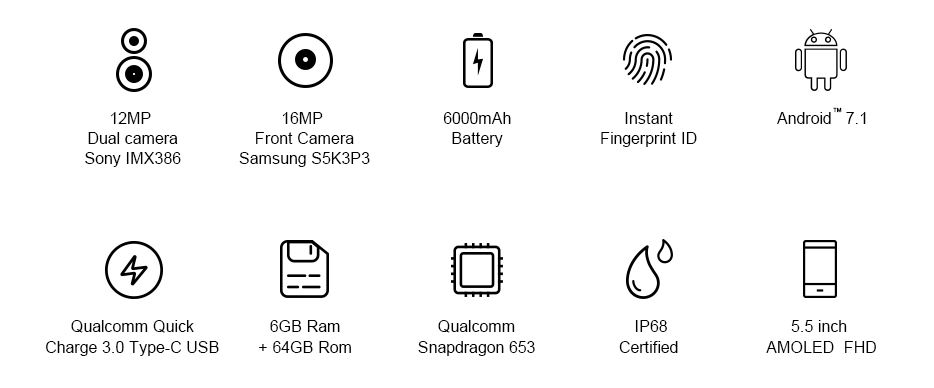 12MP
Dual camera
Sony IMX386
16MP
Front Camera
Samsung S5K3P3
6000mAh
Battery
Instant
Fingerprint ID
Android™ 7.1
Qualcomm Quick
Charge 3.0 Type-C USB
6GB Ram
+ 64GB Rom
Qualcomm
Snapdragon 653
IP68
Certified
5.5 inch
AMOLED FHD